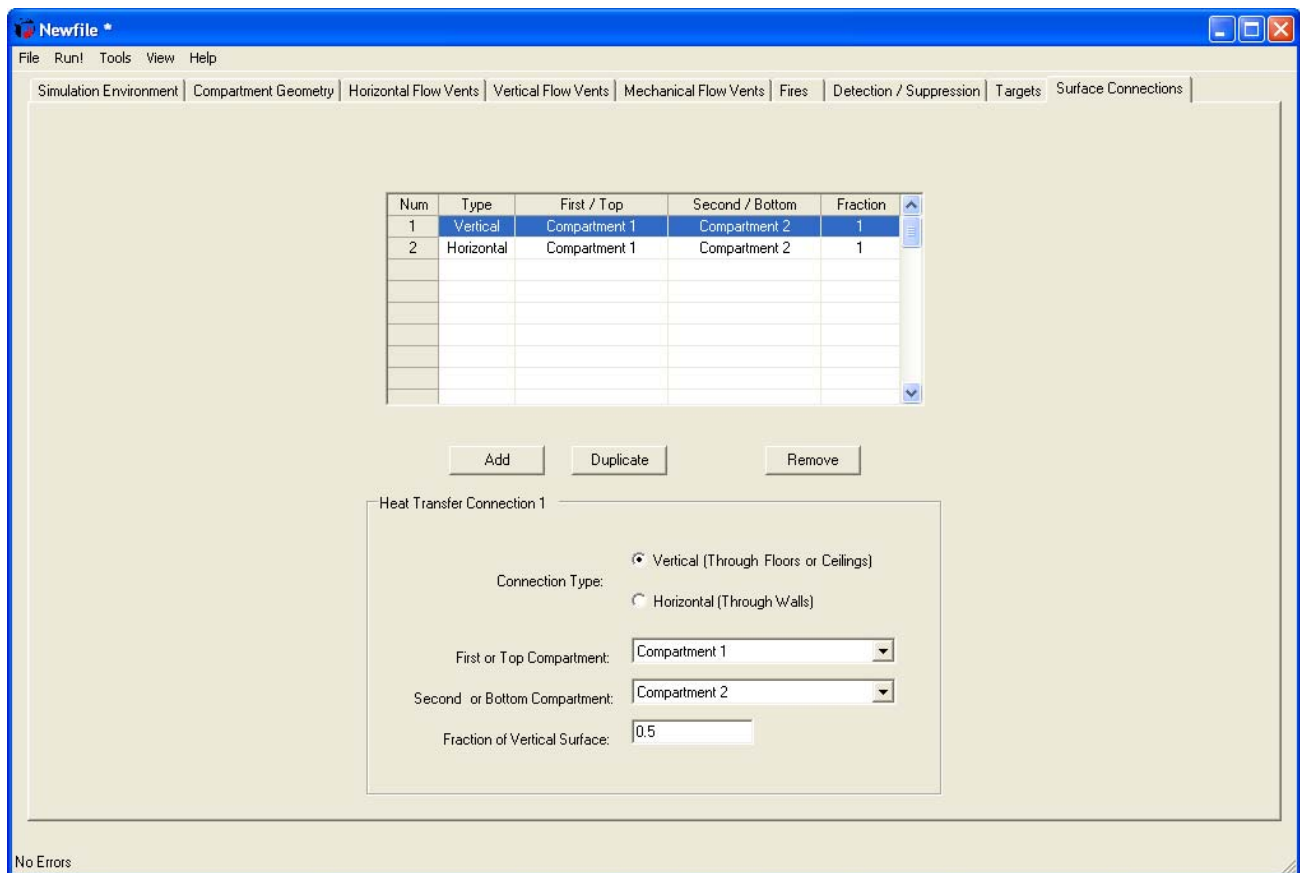 Newfile *
File Run! Tools View Help
Simulation Environment Compartment Geometry Horizontal Flow Vents Vertical Flow Vents Mechanical Flow Vents Fires Detection / Suppression Targets Surface Connections
Num Type First / Top Second / Bottom Fraction
1 Vertical Compartment 1 Compartment 2 1
2 Horizontal Compartment 1 Compartment 2 1
Add Duplicate Remove
Heat Transfer Connection 1
Vertical (Through Floors or Ceilings)
Connection Type:
Horizontal (Through Walls)
First or Top Compartment: Compartment 1
Second or Bottom Compartment: Compartment 2
Fraction of Vertical Surface: 0.5
No Errors